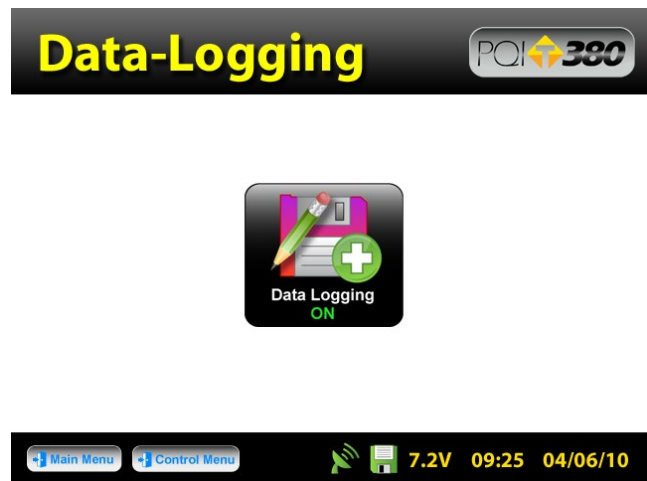 Data-Logging
PQI T 380
Data Logging
ON
Main Menu Control Menu 7.2V 09:25 04/06/10